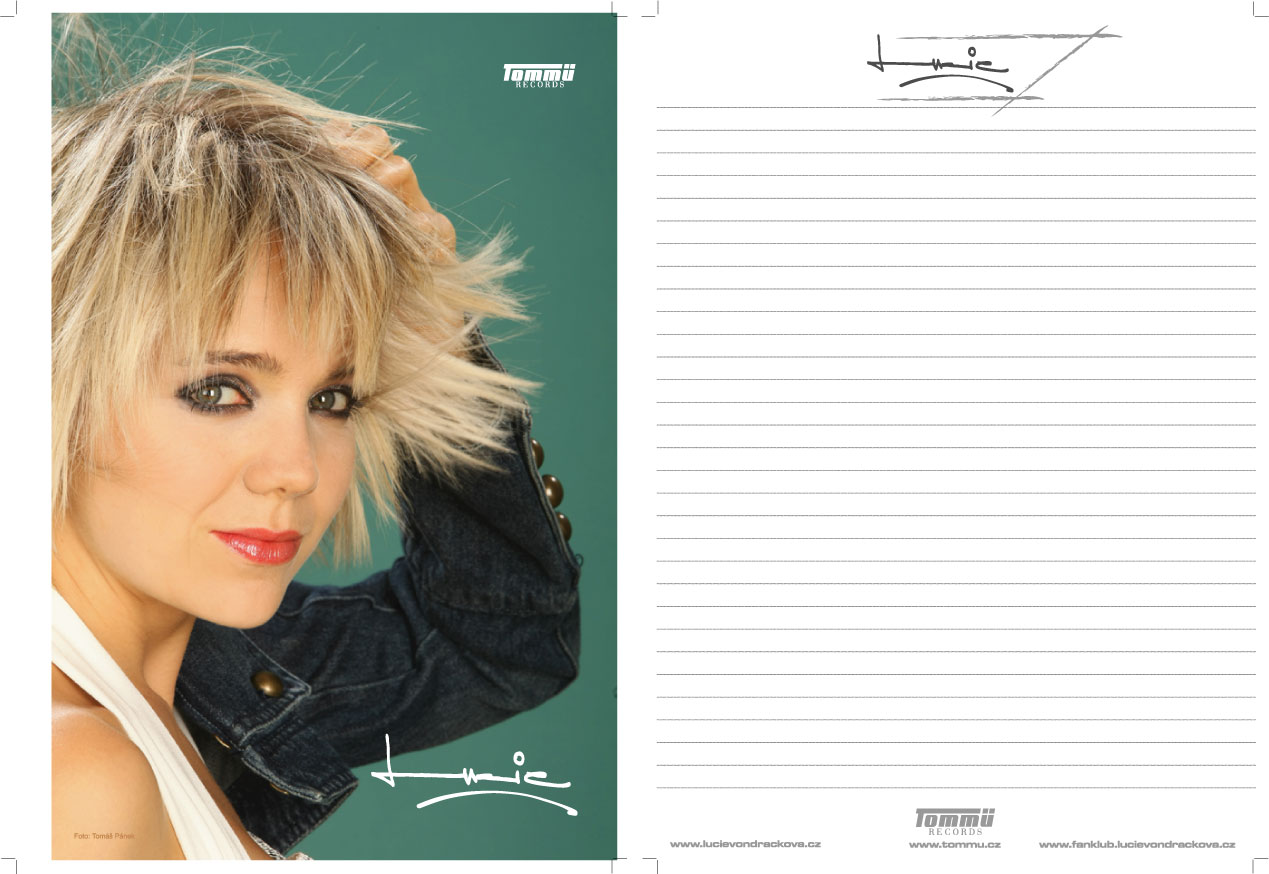 Tommü
RECORDS
Lucie
Foto: Tomáš Pánek
Lucie
Tommü
RECORDS
www.lucievondrackova.cz
www.tommu.cz
www.fanklub.lucievondrackova.cz